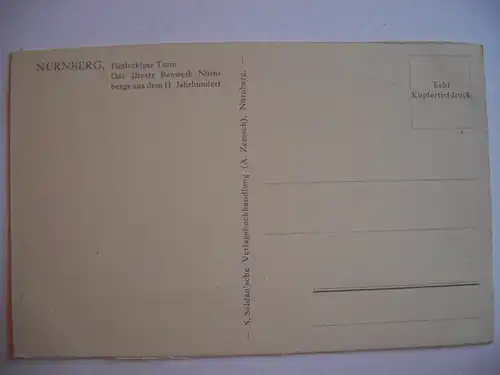 NÜRNBERG, Fünfeckiger Turm
Das älteste Bauwerk Nürn-
bergs aus dem 11 Jahrhundert
— S. Soldan'sche Verlagsbuchhandlung (A. Zemsch), Nürnberg. —
Echt
Kupfertiefdruck